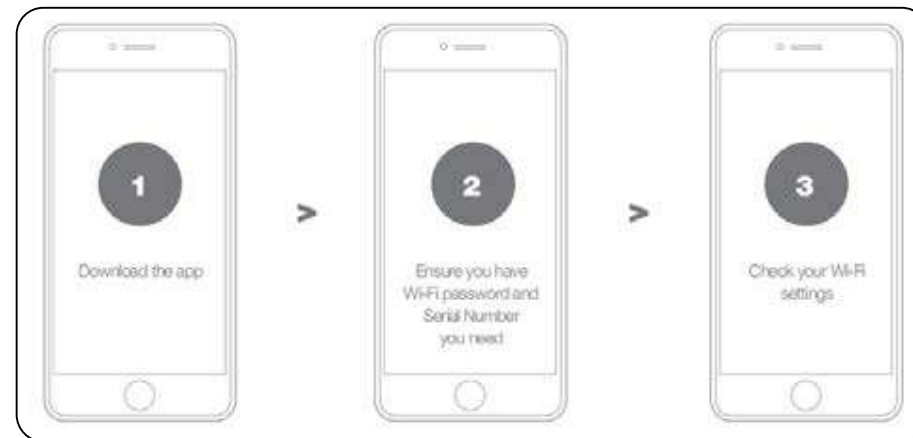 1
Download the app
>
2
Ensure you have
Wi-Fi password and
Serial Number
you need
>
3
Check your Wi-Fi
settings